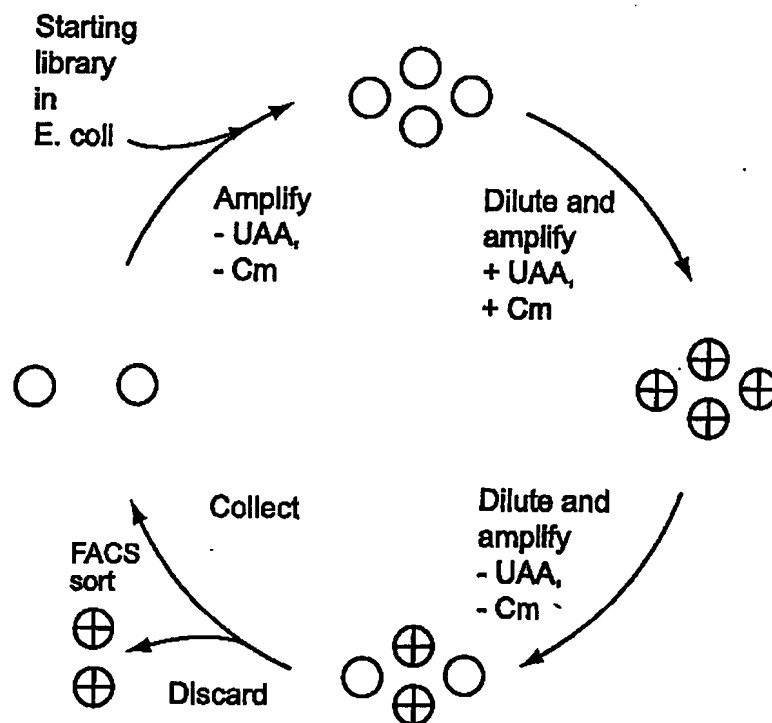 Starting
library
in
E. coli
Amplify
- UAA,
- Cm
Dilute and
amplify
+ UAA,
+ Cm
Dilute and
amplify
- UAA,
- Cm
Collect
FACS
sort
Discard